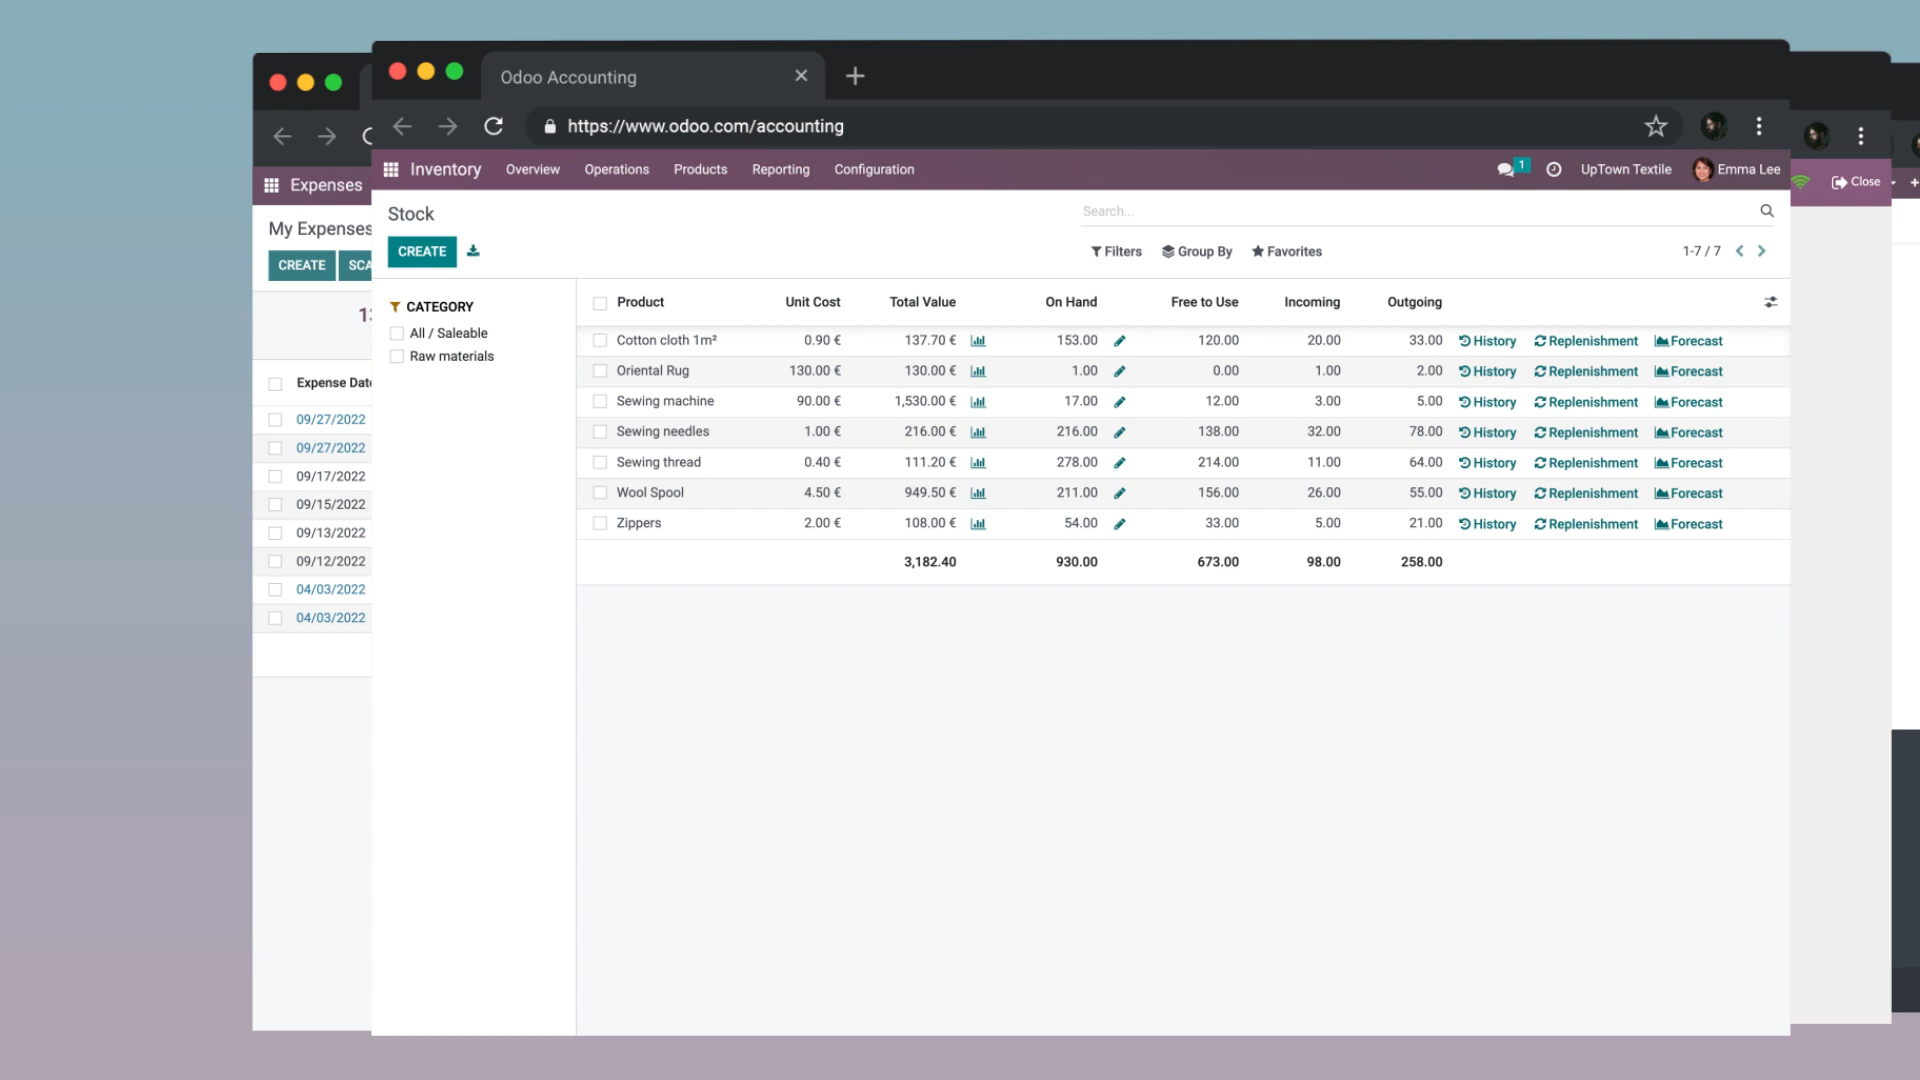 Odoo Accounting
https://www.odoo.com/accounting
Expenses
Inventory Overview Operations Products Reporting Configuration 1 UpTown Textile Emma Lee
Close
My Expenses
Stock
Search...
CREATE
CREATE
Filters Group By Favorites 1-7 / 7
CATEGORY
All / Saleable
Raw materials
Product Unit Cost Total Value On Hand Free to Use Incoming Outgoing
Cotton cloth 1m² 0.90 € 137.70 € 153.00 120.00 20.00 33.00 History Replenishment Forecast
Oriental Rug 130.00 € 130.00 € 1.00 0.00 1.00 2.00 History Replenishment Forecast
Sewing machine 90.00 € 1,530.00 € 17.00 12.00 3.00 5.00 History Replenishment Forecast
Sewing needles 1.00 € 216.00 € 216.00 138.00 32.00 78.00 History Replenishment Forecast
Sewing thread 0.40 € 111.20 € 278.00 214.00 11.00 64.00 History Replenishment Forecast
Wool Spool 4.50 € 949.50 € 211.00 156.00 26.00 55.00 History Replenishment Forecast
Zippers 2.00 € 108.00 € 54.00 33.00 5.00 21.00 History Replenishment Forecast
3,182.40 930.00 673.00 98.00 258.00
Expense Date
09/27/2022
09/27/2022
09/17/2022
09/15/2022
09/13/2022
09/12/2022
04/03/2022
04/03/2022